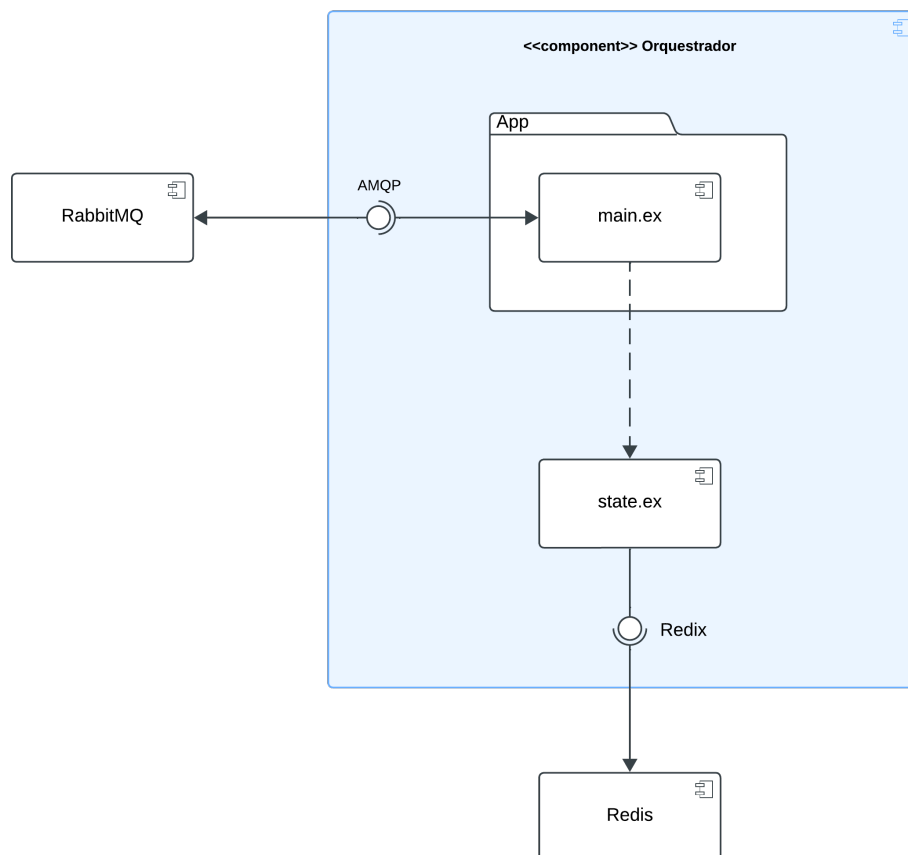 <<component>> Orquestrador
App
AMQP
RabbitMQ
main.ex
state.ex
Redix
Redis